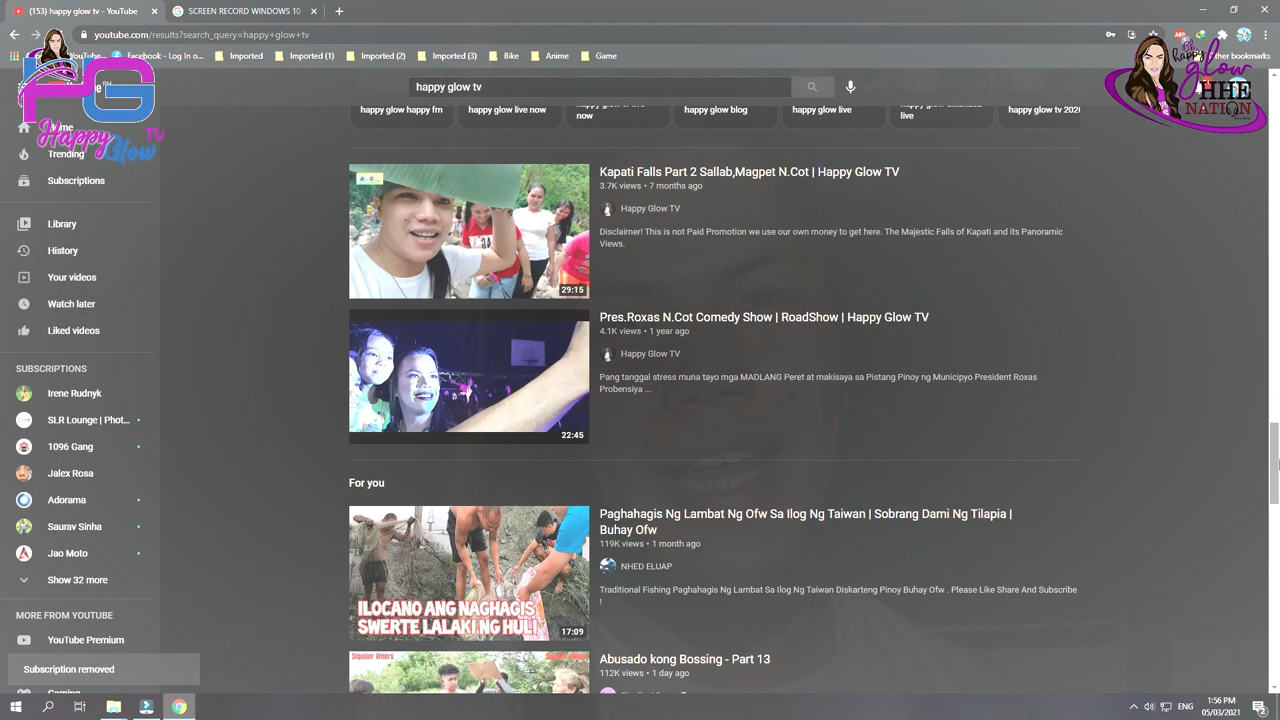 (153) happy glow tv - YouTube
SCREEN RECORD WINDOWS 10
youtube.com/results?search_query=happy+glow+tv
YouTube
Facebook - Log In o...
Imported
Imported (1)
Imported (2)
Imported (3)
Bike
Anime
Game
Other bookmarks
HG
Happy Glow TV
happy glow tv
happy glow
HHE
NATION
Home
Trending
Subscriptions
Library
History
Your videos
Watch later
Liked videos
SUBSCRIPTIONS
Irene Rudnyk
SLR Lounge | Phot...
1096 Gang
Jalex Rosa
Adorama
Saurav Sinha
Jao Moto
Show 32 more
MORE FROM YOUTUBE
YouTube Premium
Subscription removed
Gaming
happy glow happy fm
happy glow live now
now
happy glow blog
happy glow live
live
happy glow tv 2020
Kapati Falls Part 2 Sallab,Magpet N.Cot | Happy Glow TV
3.7K views • 7 months ago
Happy Glow TV
Disclaimer! This is not Paid Promotion we use our own money to get here. The Majestic Falls of Kapati and its Panoramic
Views.
29:15
Pres.Roxas N.Cot Comedy Show | RoadShow | Happy Glow TV
4.1K views • 1 year ago
Happy Glow TV
Pang tanggal stress muna tayo mga MADLANG Peret at makisaya sa Pistang Pinoy ng Municipyo President Roxas
Probensiya ...
22:45
For you
Paghahagis Ng Lambat Ng Ofw Sa Ilog Ng Taiwan | Sobrang Dami Ng Tilapia |
Buhay Ofw
119K views • 1 month ago
NHED ELUAP
Traditional Fishing Paghahagis Ng Lambat Sa Ilog Ng Taiwan Diskarteng Pinoy Buhay Ofw . Please Like Share And Subscribe
!
ILOCANO ANG NAGHAGIS
SWERTE LALAKI NG HULI
17:09
Siquijor Viners
Abusado kong Bossing - Part 13
112K views • 1 day ago
ENG
1:56 PM
05/03/2021
2